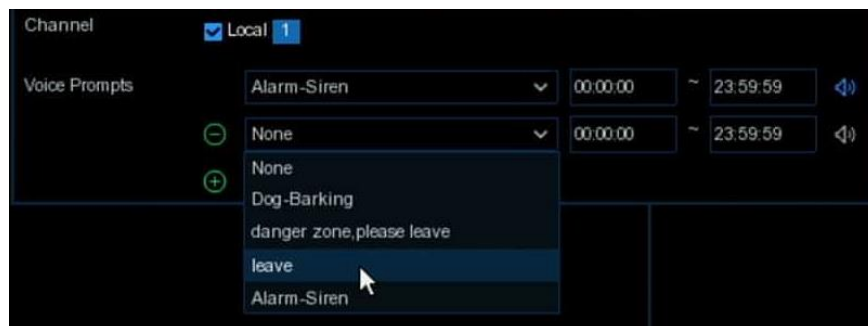 Channel Local 1
Voice Prompts Alarm-Siren 00:00:00 ~ 23:59:59
None 00:00:00 ~ 23:59:59
None
Dog-Barking
danger zone,please leave
leave
Alarm-Siren